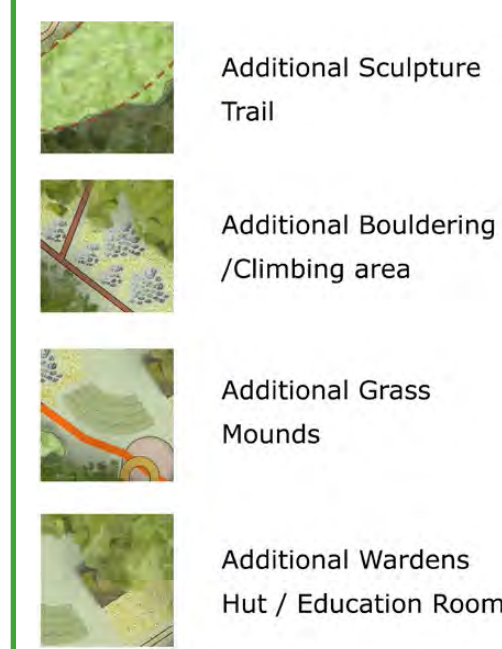 Additional Sculpture
Trail
Additional Bouldering
/Climbing area
Additional Grass
Mounds
Additional Wardens
Hut / Education Room